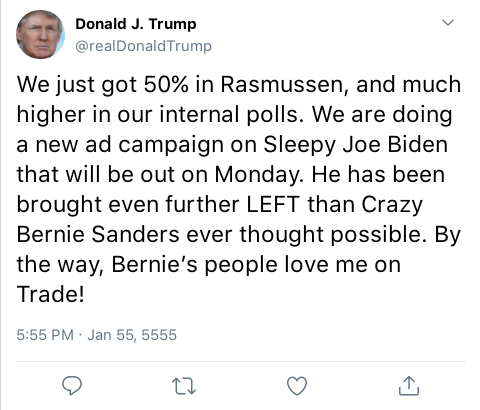 Donald J. Trump
@realDonaldTrump
We just got 50% in Rasmussen, and much
higher in our internal polls. We are doing
a new ad campaign on Sleepy Joe Biden
that will be out on Monday. He has been
brought even further LEFT than Crazy
Bernie Sanders ever thought possible. By
the way, Bernie’s people love me on
Trade!
5:55 PM · Jan 55, 5555